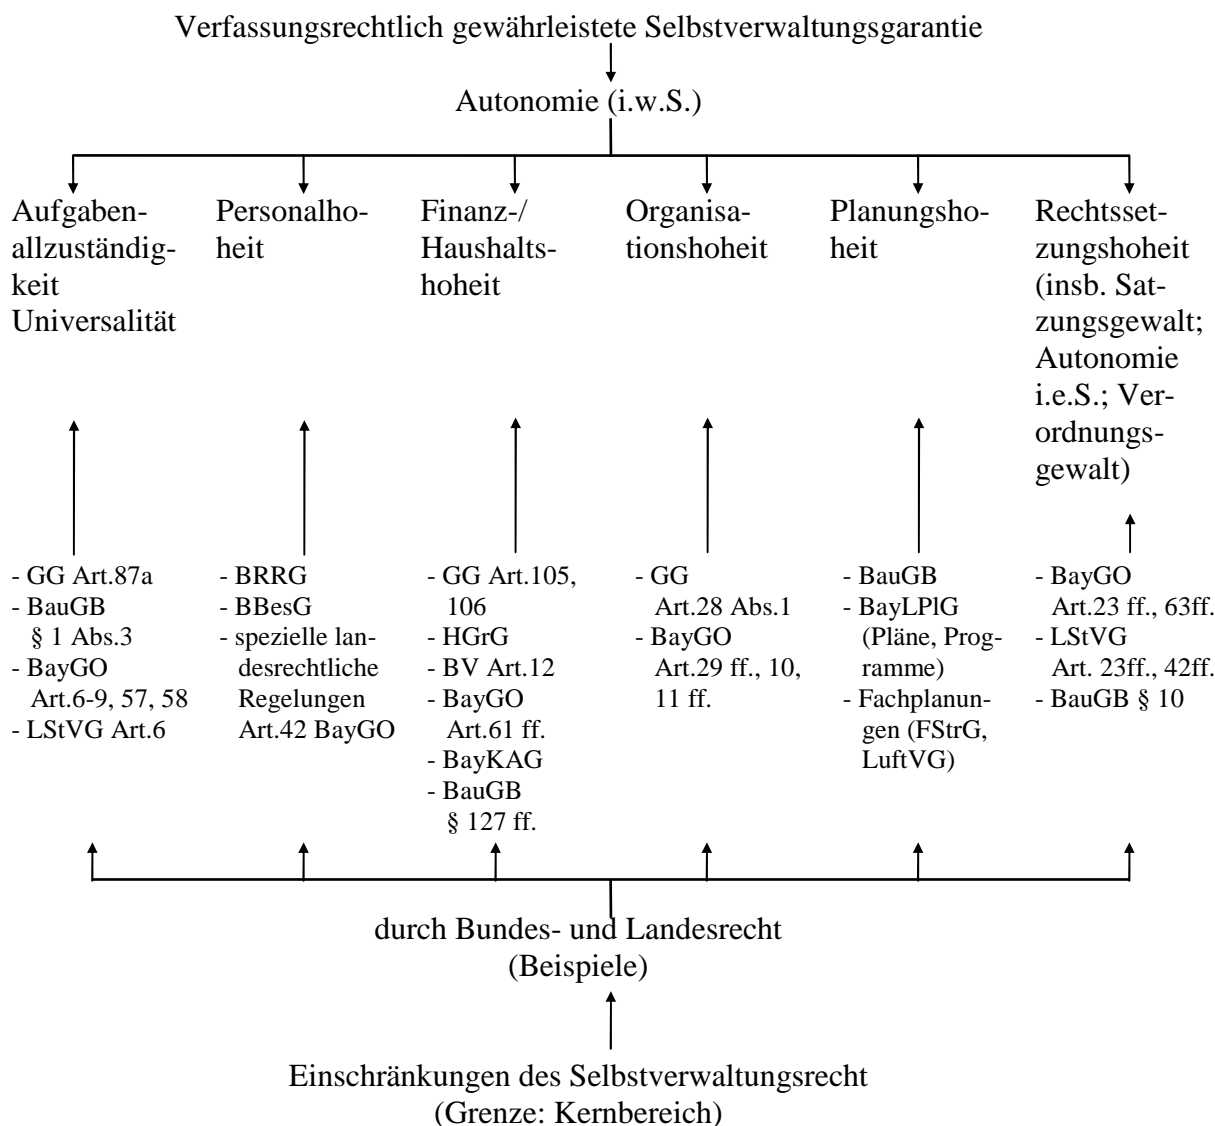 Verfassungsrechtlich gewährleistete Selbstverwaltungsgarantie
Autonomie (i.w.S.)
Aufgaben-
allzuständig-
keit
Universalität
Personalho-
heit
Finanz-/
Haushalts-
hoheit
Organisa-
tionshoheit
Planungsho-
heit
Rechtsset-
zungshoheit
(insb. Sat-
zungsgewalt;
Autonomie
i.e.S.; Ver-
ordnungs-
gewalt)
- GG Art.87a
- BauGB
§ 1 Abs.3
- BayGO
Art.6-9, 57, 58
- LStVG Art.6
- BRRG
- BBesG
- spezielle lan-
desrechtliche
Regelungen
Art.42 BayGO
- GG Art.105,
106
- HGrG
- BV Art.12
- BayGO
Art.61 ff.
- BayKAG
- BauGB
§ 127 ff.
- GG
Art.28 Abs.1
- BayGO
Art.29 ff., 10,
11 ff.
- BauGB
- BayLPlG
(Pläne, Prog-
ramme)
- Fachplanun-
gen (FStrG,
LuftVG)
- BayGO
Art.23 ff., 63ff.
- LStVG
Art. 23ff., 42ff.
- BauGB § 10
durch Bundes- und Landesrecht
(Beispiele)
Einschränkungen des Selbstverwaltungsrecht
(Grenze: Kernbereich)